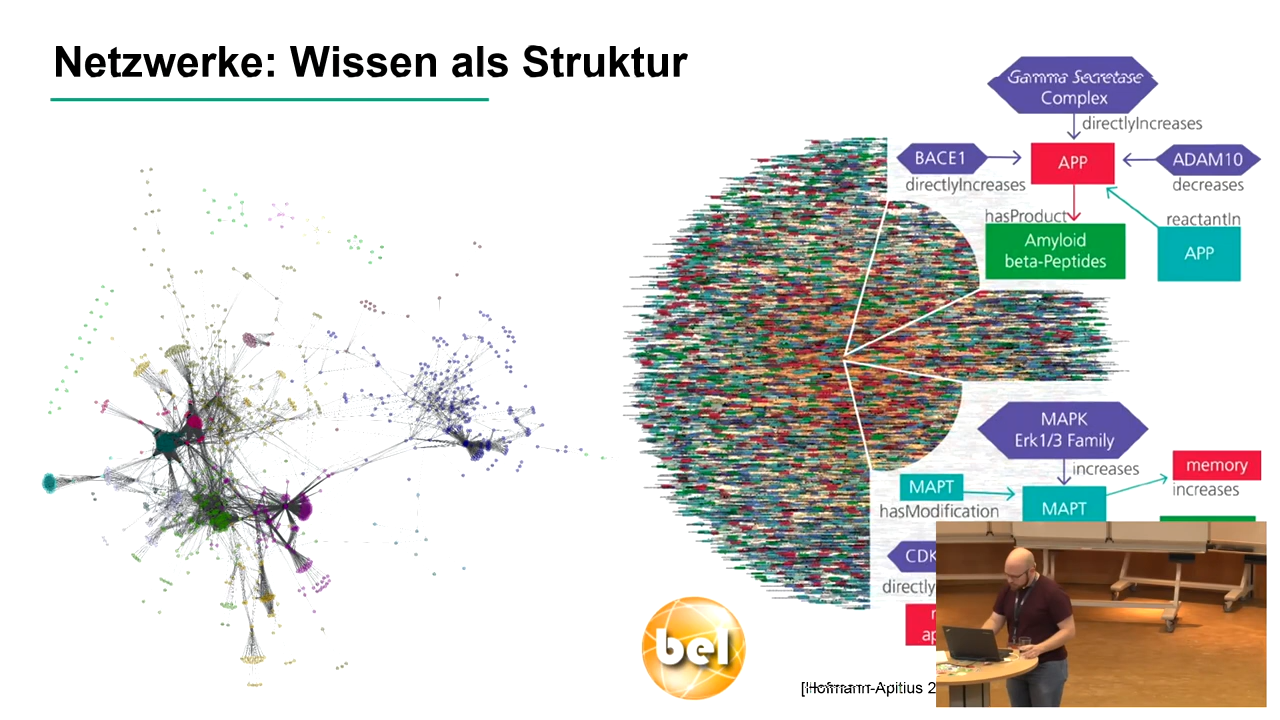 Netzwerke: Wissen als Struktur
Gamma Secretase
Complex
directlyIncreases
BACE1
APP
ADAM10
directlyIncreases
decreases
hasProduct
reactantIn
Amyloid
beta-Peptides
APP
MAPK
Erk1/3 Family
increases
memory
increases
MAPT
hasModification
MAPT
CDK
directly
bel
[Hofmann-Apitius 2